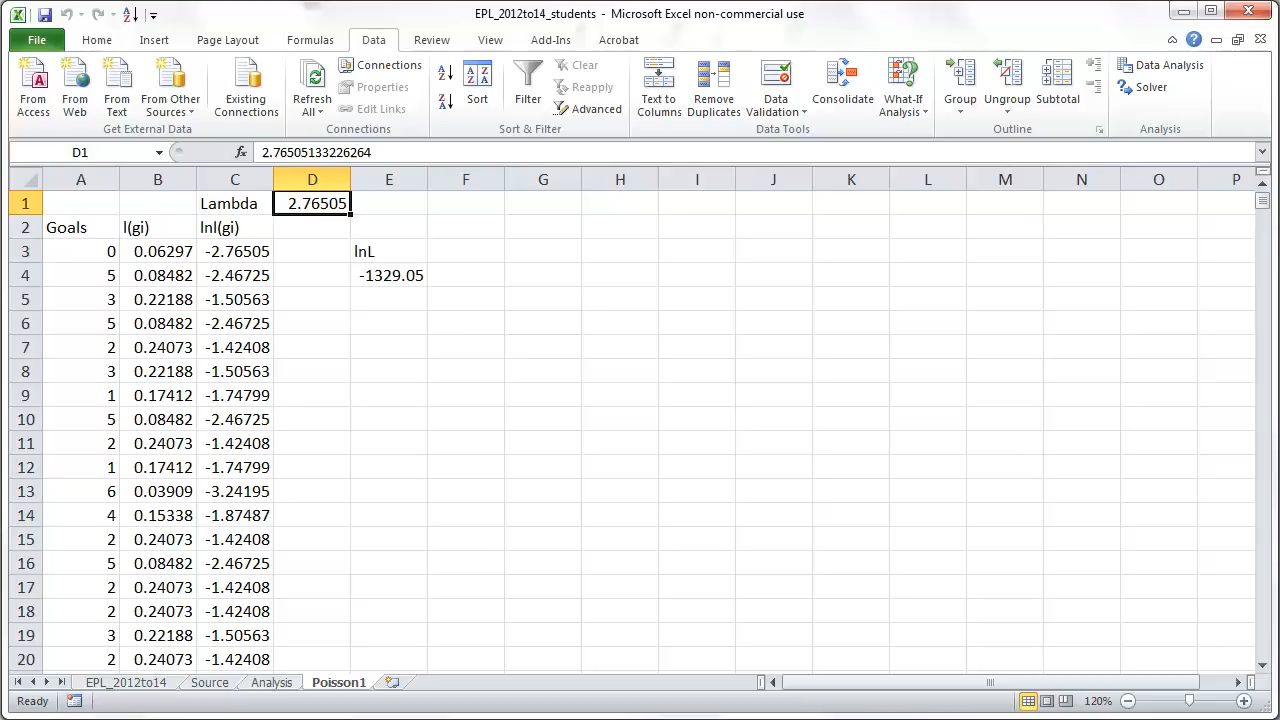 EPL_2012to14_students - Microsoft Excel non-commercial use
File Home Insert Page Layout Formulas Data Review View Add-Ins Acrobat
From Access
From Web
From Text
From Other Sources
Existing Connections
Get External Data
Refresh All
Connections
Properties
Edit Links
Connections
Sort
Filter
Clear
Reapply
Advanced
Sort & Filter
Text to Columns
Remove Duplicates
Data Validation
Consolidate
What-If Analysis
Data Tools
Group
Ungroup
Subtotal
Outline
Data Analysis
Solver
Analysis
D1 fx 2.76505133226264
A B C D E F G H I J K L M N O P
1 Lambda 2.76505
2 Goals l(gi) lnl(gi)
3 0 0.06297 -2.76505 lnL
4 5 0.08482 -2.46725 -1329.05
5 3 0.22188 -1.50563
6 5 0.08482 -2.46725
7 2 0.24073 -1.42408
8 3 0.22188 -1.50563
9 1 0.17412 -1.74799
10 5 0.08482 -2.46725
11 2 0.24073 -1.42408
12 1 0.17412 -1.74799
13 6 0.03909 -3.24195
14 4 0.15338 -1.87487
15 2 0.24073 -1.42408
16 5 0.08482 -2.46725
17 2 0.24073 -1.42408
18 2 0.24073 -1.42408
19 3 0.22188 -1.50563
20 2 0.24073 -1.42408
EPL_2012to14 Source Analysis Poisson1
Ready 120%